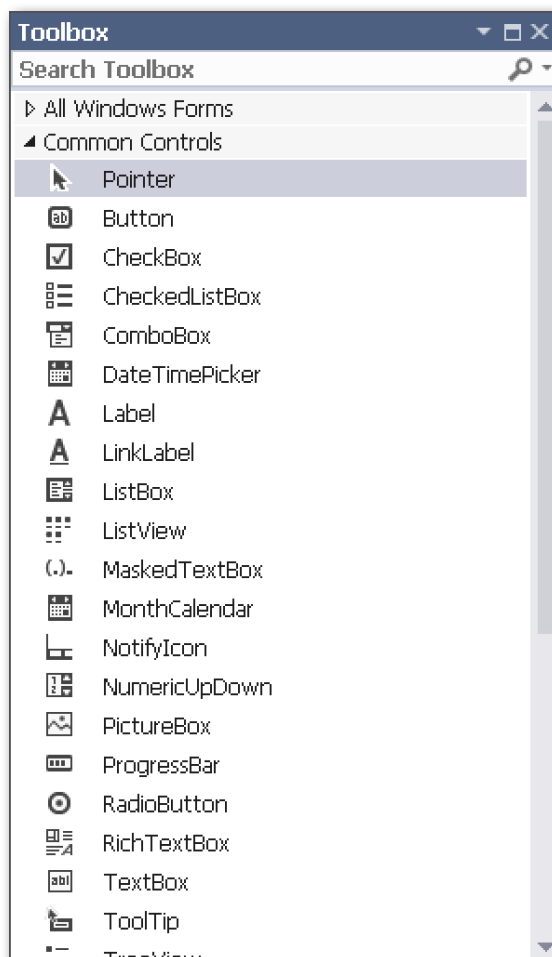 Toolbox
Search Toolbox
All Windows Forms
Common Controls
Pointer
Button
CheckBox
CheckedListBox
ComboBox
DateTimePicker
Label
LinkLabel
ListBox
ListView
MaskedTextBox
MonthCalendar
NotifyIcon
NumericUpDown
PictureBox
ProgressBar
RadioButton
RichTextBox
TextBox
ToolTip
TreeView